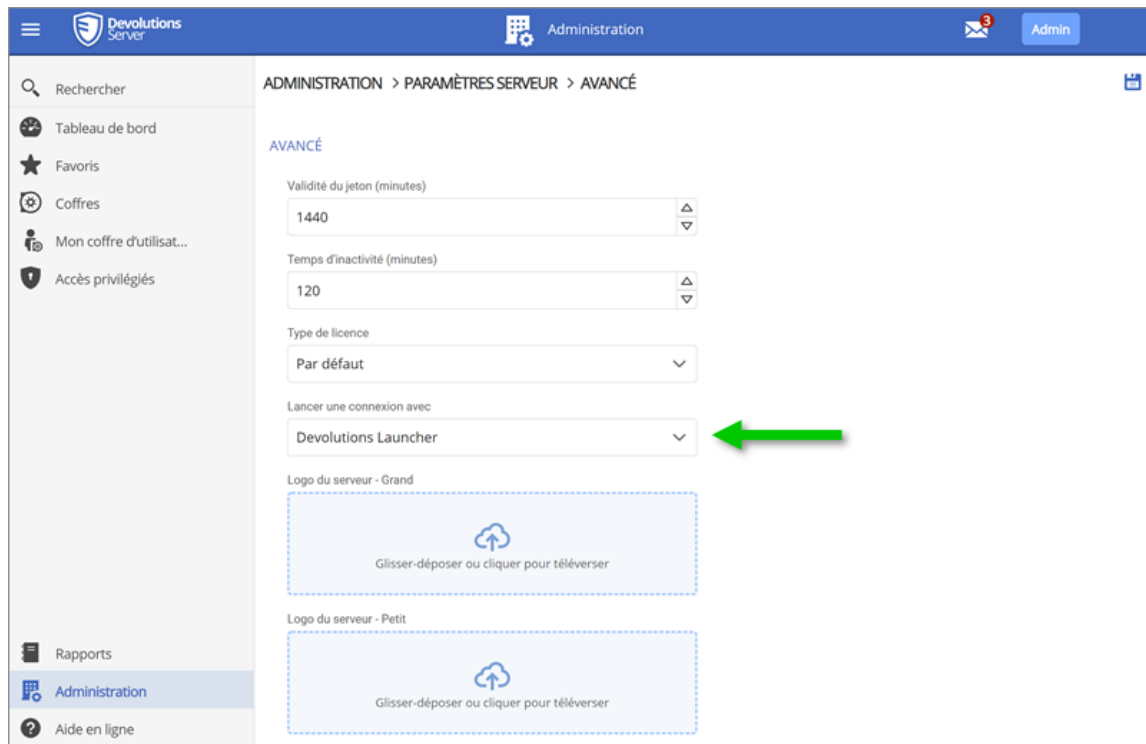 Devolutions
Server
Administration
3
Admin
Rechercher
Tableau de bord
Favoris
Coffres
Mon coffre d'utilisat...
Accès privilégiés
Rapports
Administration
Aide en ligne
ADMINISTRATION > PARAMÈTRES SERVEUR > AVANCÉ
AVANCÉ
Validité du jeton (minutes)
1440
Temps d'inactivité (minutes)
120
Type de licence
Par défaut
Lancer une connexion avec
Devolutions Launcher
Logo du serveur - Grand
Glisser-déposer ou cliquer pour téléverser
Logo du serveur - Petit
Glisser-déposer ou cliquer pour téléverser